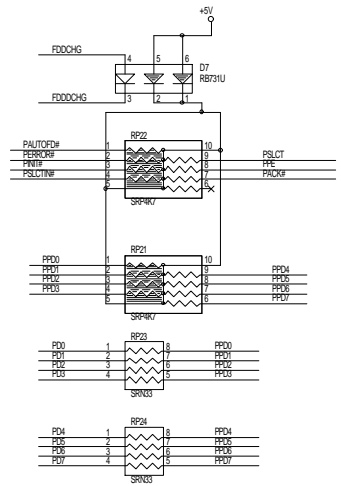 +5V
FDDCHG
4 5 6
D7
RB731U
FDDDCHG
3 2 1
RP22
PAUTOFD# 1 10
PERROR# 2 9 PSLCT
PINIT# 3 8 PPE
PSLCTIN# 4 7 PACK#
5 6
SRP4K7
RP21
PPD0 1 10
PPD1 2 9 PPD4
PPD2 3 8 PPD5
PPD3 4 7 PPD6
5 6 PPD7
SRP4K7
RP23
PD0 1 8 PPD0
PD1 2 7 PPD1
PD2 3 6 PPD2
PD3 4 5 PPD3
SRN33
RP24
PD4 1 8 PPD4
PD5 2 7 PPD5
PD6 3 6 PPD6
PD7 4 5 PPD7
SRN33